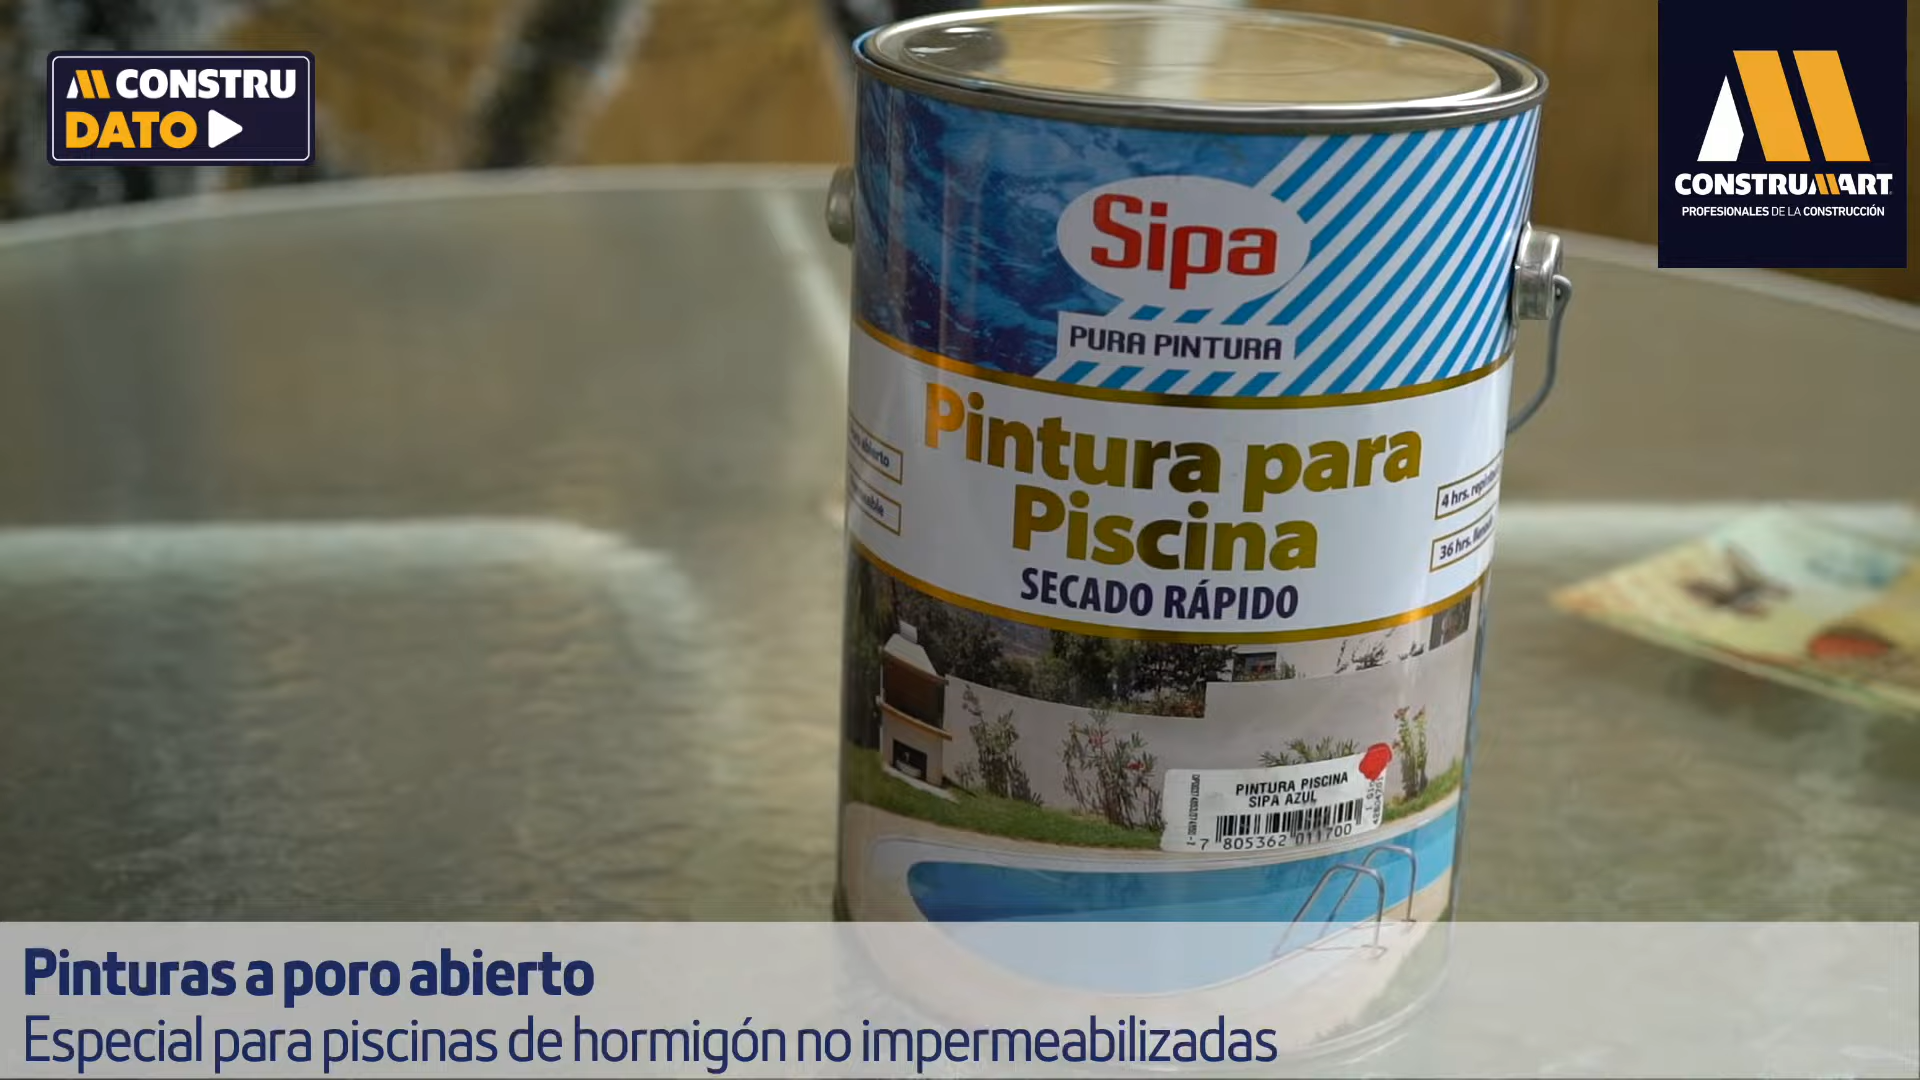 CONSTRU
DATO
CONSTRUMART
PROFESIONALES DE LA CONSTRUCCIÓN
Sipa
PURA PINTURA
Pintura para
Piscina
SECADO RÁPIDO
abierto
4 hrs.
36 hrs.
PINTURA PISCINA
SIPA AZUL
7 805362 011700
Pinturas a poro abierto
Especial para piscinas de hormigón no impermeabilizadas